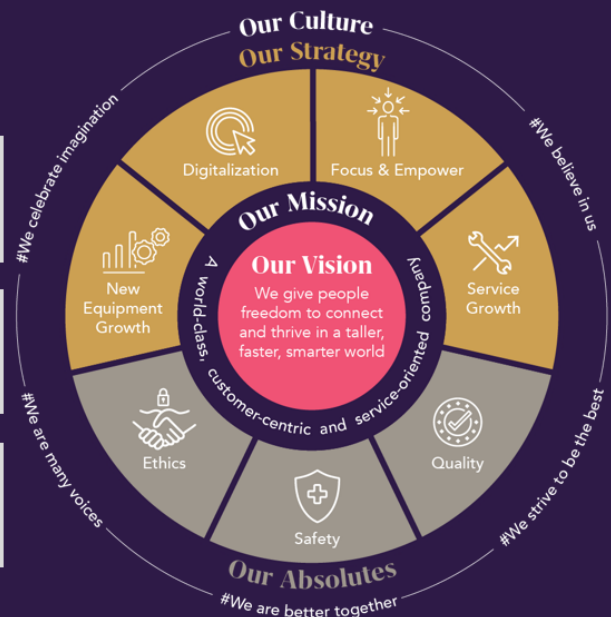 Our Culture
Our Strategy
#We celebrate imagination
#We believe in us
Digitalization
Focus & Empower
New
Equipment
Growth
Service
Growth
Our Mission
A world-class, customer-centric and service-oriented company
Our Vision
We give people
freedom to connect
and thrive in a taller,
faster, smarter world
Ethics
Quality
Safety
Our Absolutes
#We are many voices
#We strive to be the best
#We are better together